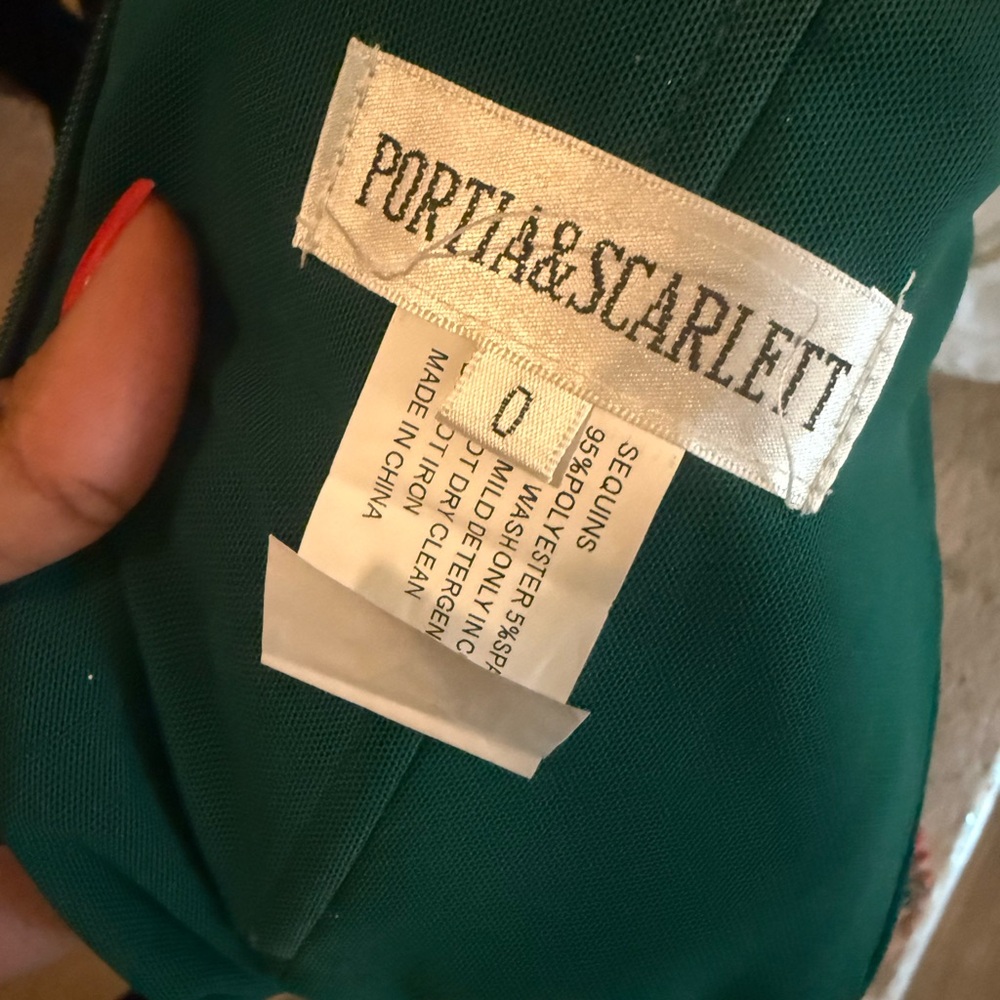 PORTIA&SCARLETT
0
SEQUINS
95%POLYESTER 5%SPA
WASH ONLY IN C
MILD DETERGEN
OT DRY CLEAN
OT IRON
MADE IN CHINA